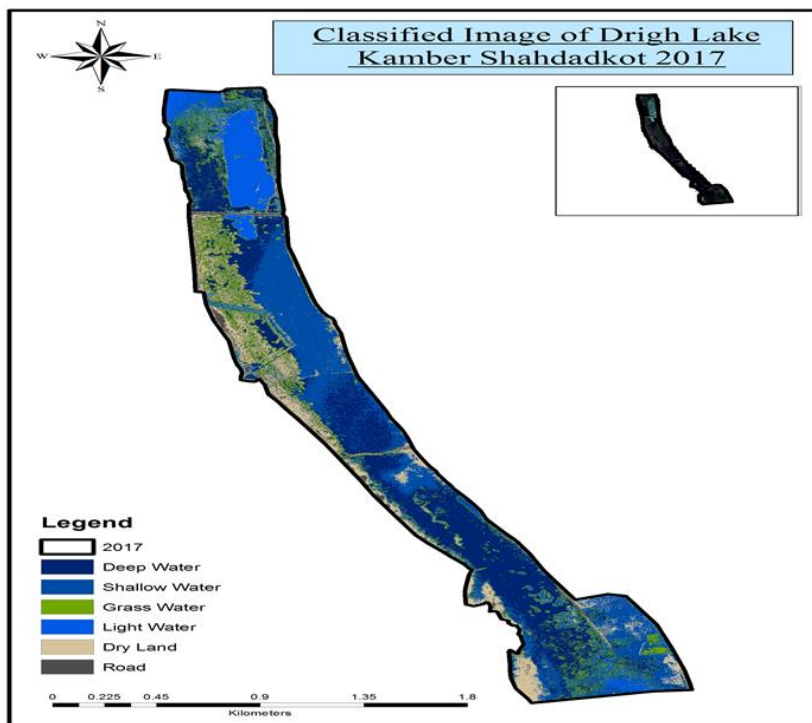 Classified Image of Drigh Lake
Kamber Shahdadkot 2017
N
W E
S
Legend
2017
Deep Water
Shallow Water
Grass Water
Light Water
Dry Land
Road
0 0.225 0.45 0.9 1.35 1.8
Kilometers